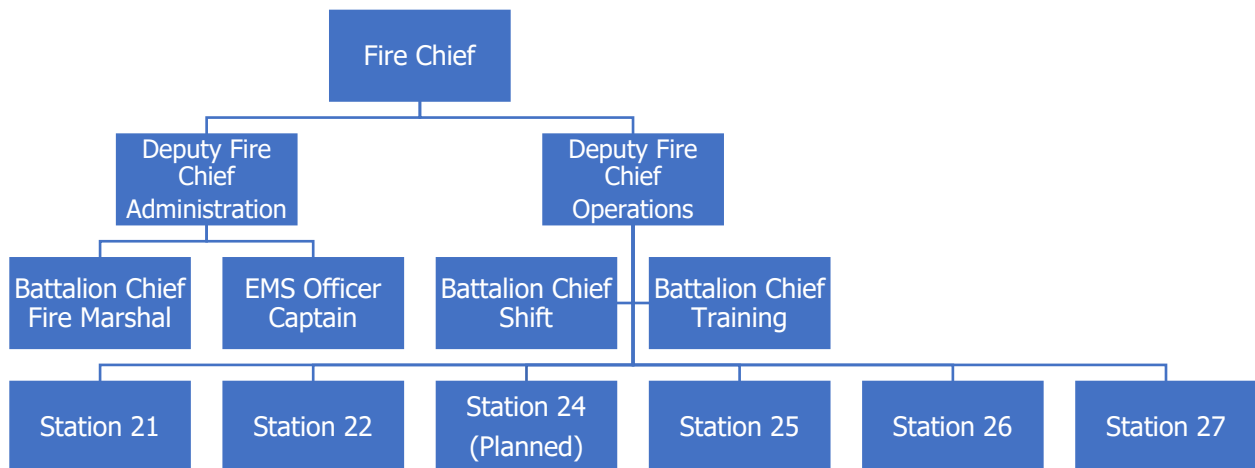 Fire Chief
Deputy Fire
Chief
Administration
Deputy Fire
Chief
Operations
Battalion Chief
Fire Marshal
EMS Officer
Captain
Battalion Chief
Shift
Battalion Chief
Training
Station 21
Station 22
Station 24
(Planned)
Station 25
Station 26
Station 27